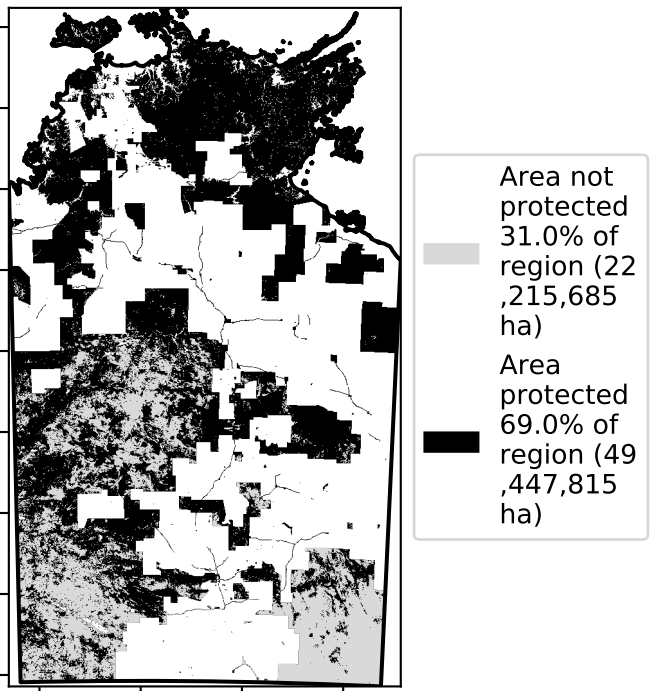 Area not
protected
31.0% of
region (22
,215,685
ha)
Area
protected
69.0% of
region (49
,447,815
ha)